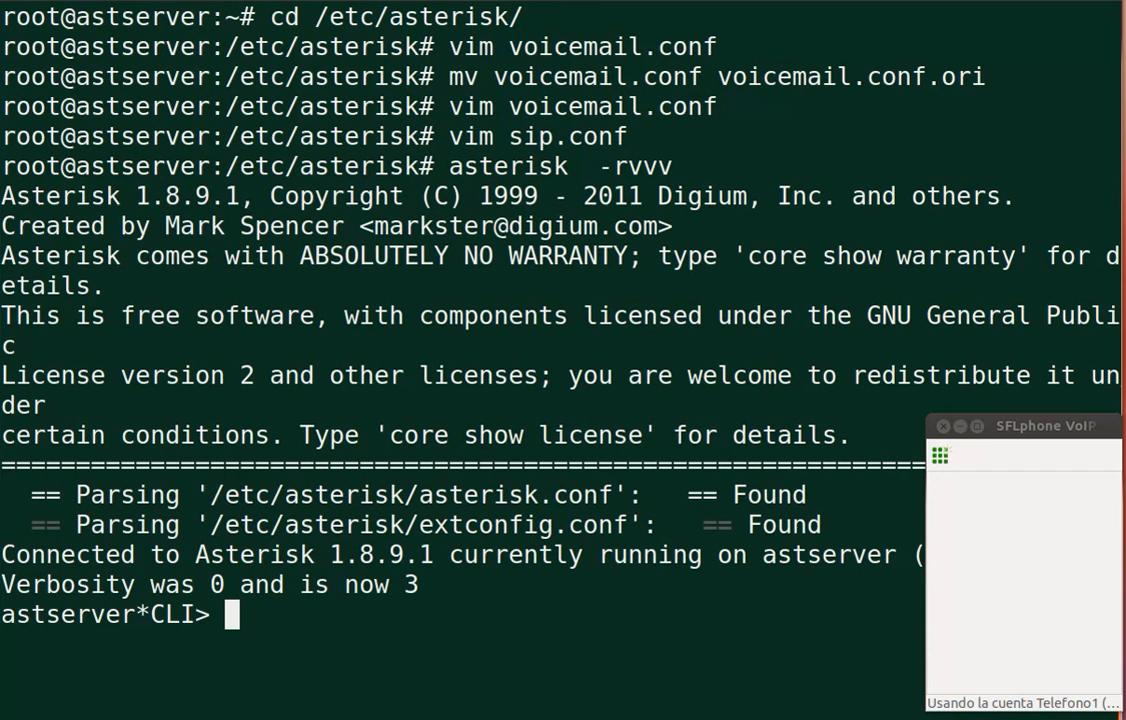 root@astserver:~# cd /etc/asterisk/
root@astserver:/etc/asterisk# vim voicemail.conf
root@astserver:/etc/asterisk# mv voicemail.conf voicemail.conf.ori
root@astserver:/etc/asterisk# vim voicemail.conf
root@astserver:/etc/asterisk# vim sip.conf
root@astserver:/etc/asterisk# asterisk  -rvvv
Asterisk 1.8.9.1, Copyright (C) 1999 - 2011 Digium, Inc. and others.
Created by Mark Spencer <markster@digium.com>
Asterisk comes with ABSOLUTELY NO WARRANTY; type 'core show warranty' for d
etails.
This is free software, with components licensed under the GNU General Publi
c
License version 2 and other licenses; you are welcome to redistribute it un
der
certain conditions. Type 'core show license' for details.
SFLphone VoIP
==============================================================
  == Parsing '/etc/asterisk/asterisk.conf':   == Found
  == Parsing '/etc/asterisk/extconfig.conf':   == Found
Connected to Asterisk 1.8.9.1 currently running on astserver (
Verbosity was 0 and is now 3
astserver*CLI>
Usando la cuenta Telefono1 (...